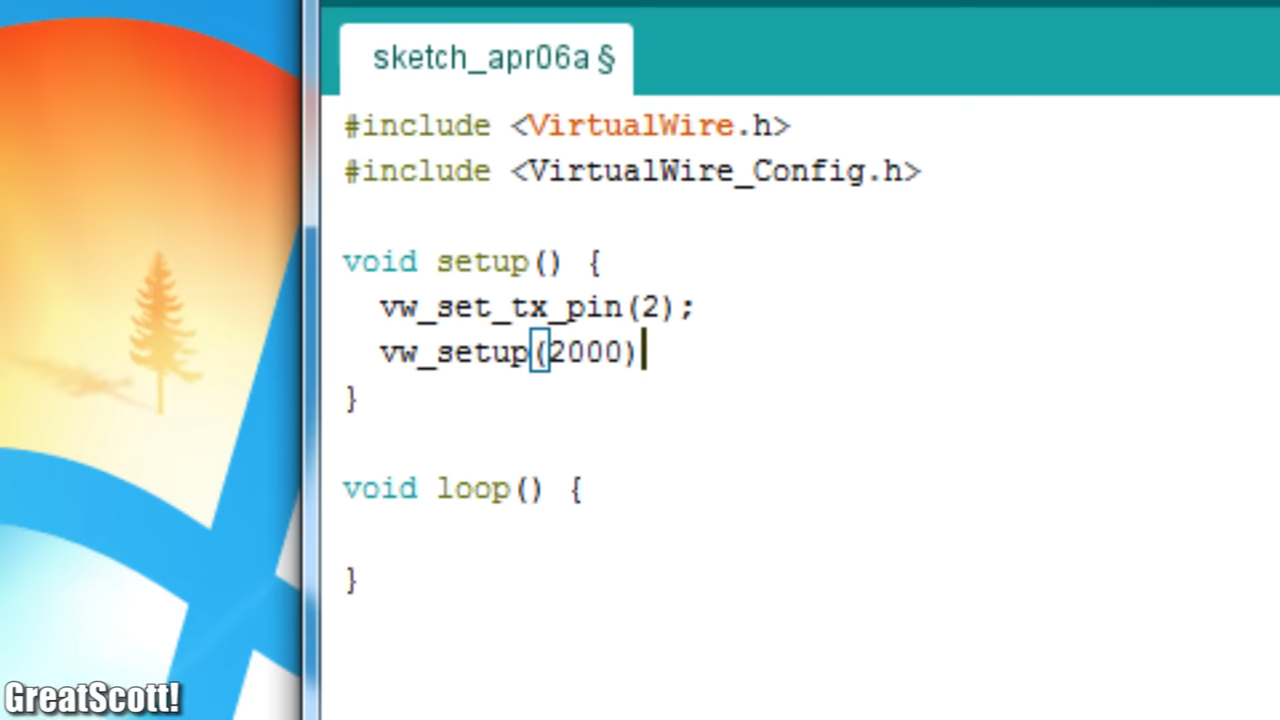 sketch_apr06a §
#include <VirtualWire.h>
#include <VirtualWire_Config.h>
void setup() {
vw_set_tx_pin(2);
vw_setup(2000)
}
void loop() {
}
GreatScott!